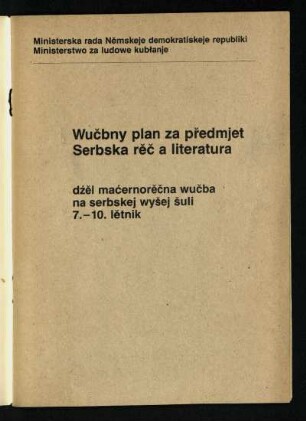 Ministerska rada Němskeje demokratiskeje republiki
Ministerstwo za ludowe kubłanje
Wučbny plan za předmjet
Serbska rěč a literatura
dźěl maćernorěčna wučba
na serbskej wyšej šuli
7.–10. lětnik